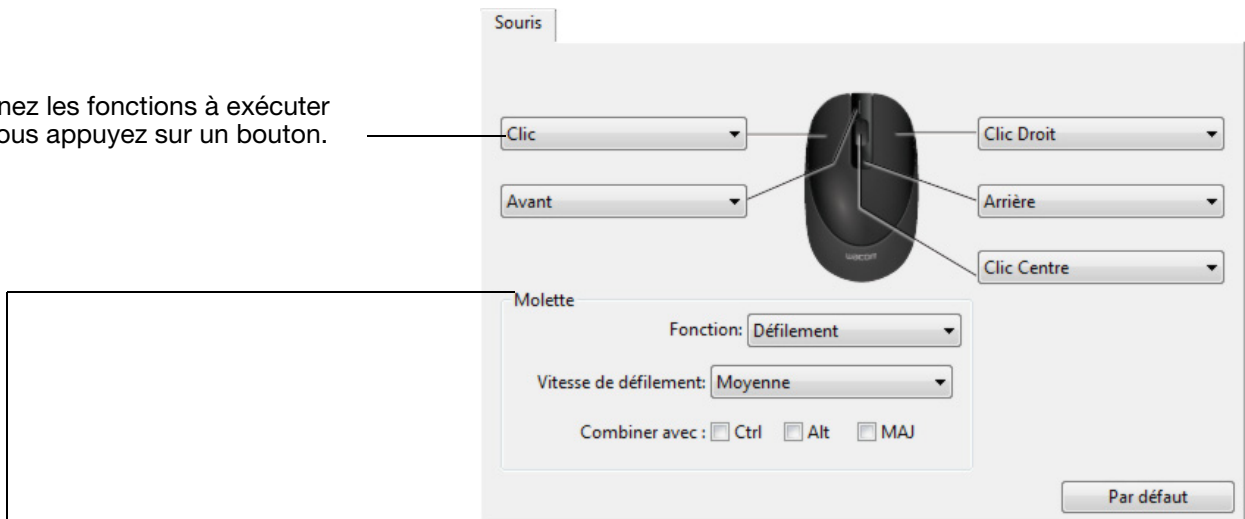 Souris
nez les fonctions à exécuter
ous appuyez sur un bouton.
Clic
Clic Droit
Avant
Arrière
wacom
Clic Centre
Molette
Fonction: Défilement
Vitesse de défilement: Moyenne
Combiner avec : Ctrl Alt MAJ
Par défaut